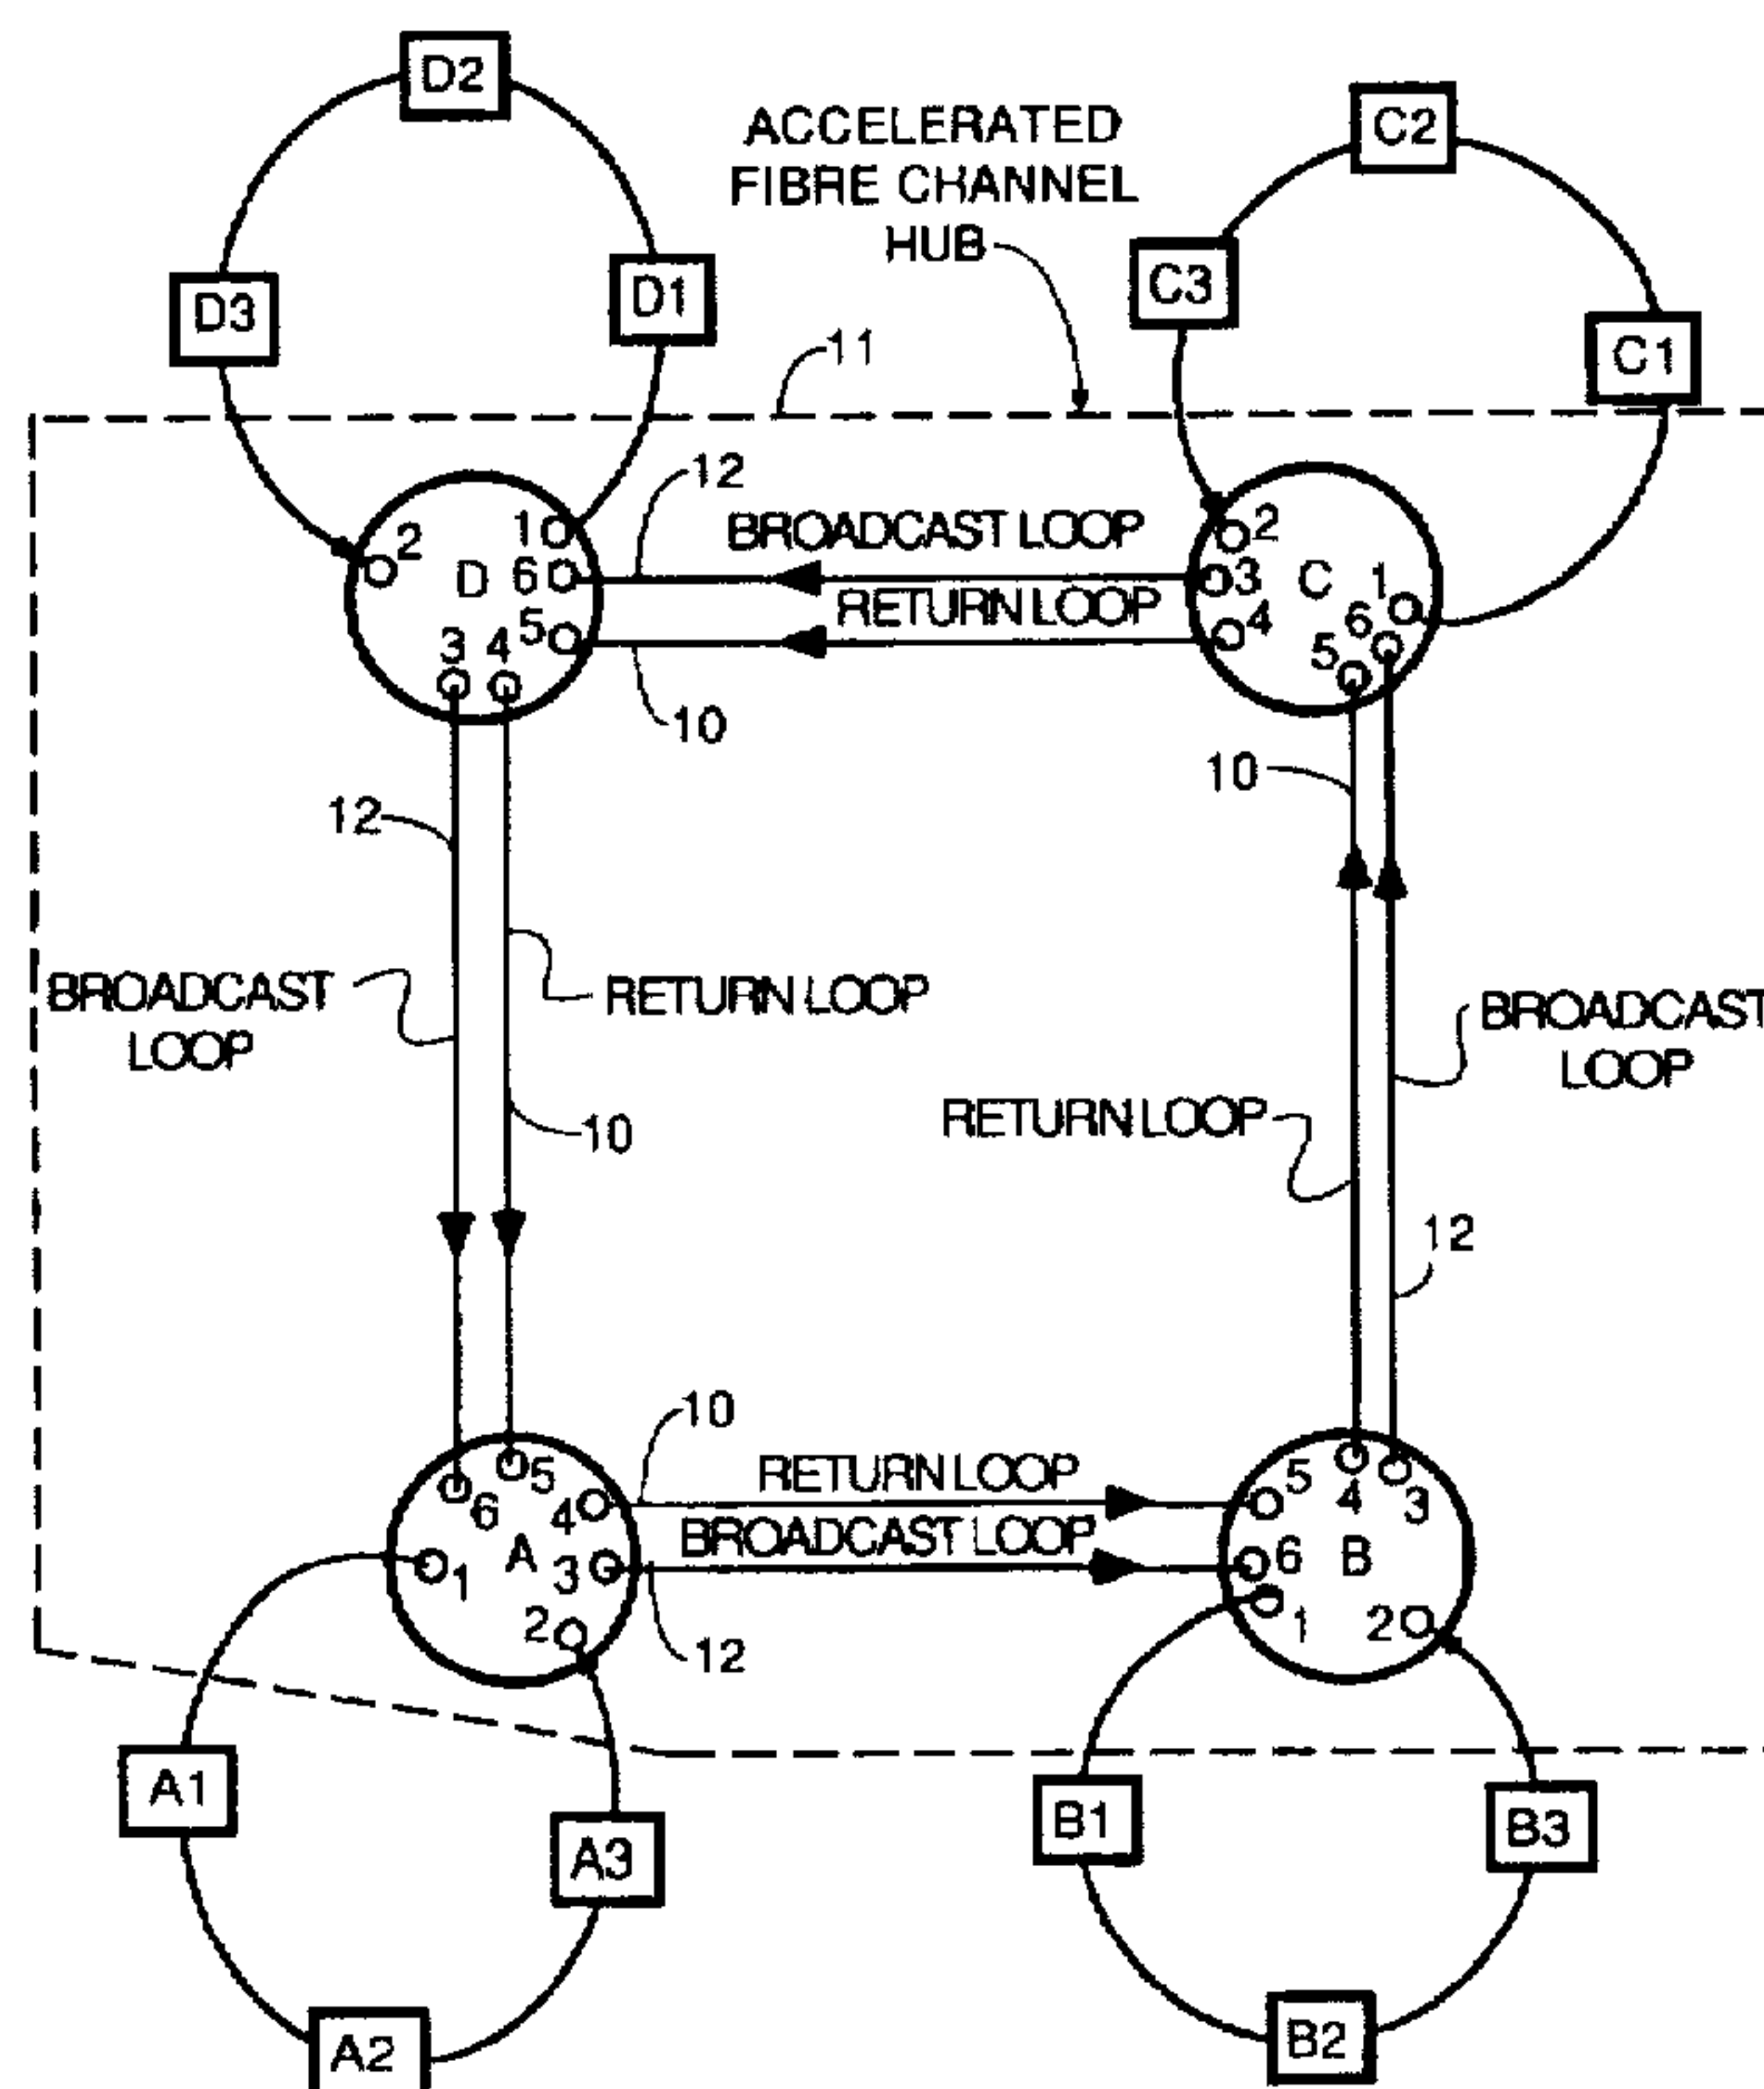 D2
ACCELERATED
FIBRE CHANNEL
HUB
C2
C3
D3
D1
11
C1
12
BROADCAST LOOP
RETURN LOOP
10
2
1
D
6
5
3
4
2
3
C
1
4
6
5
10
12
BROADCAST
LOOP
RETURN LOOP
10
BROADCAST
LOOP
RETURN LOOP
12
10
RETURN LOOP
BROADCAST LOOP
12
5
6
4
A
3
1
2
5
4
3
6
B
1
2
A1
A3
A2
B1
B3
B2